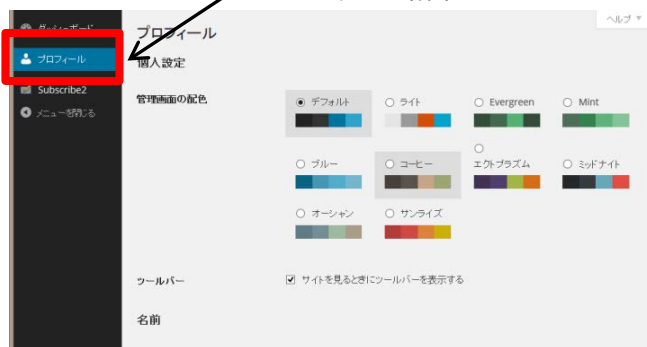 ダッシュボード
プロフィール
Subscribe2
メニューを閉じる
ヘルプ
プロフィール
個人設定
管理画面の配色
デフォルト
ライト
Evergreen
Mint
ブルー
コーヒー
エクトプラズム
ミッドナイト
オーシャン
サンライズ
ツールバー
サイトを見るときにツールバーを表示する
名前